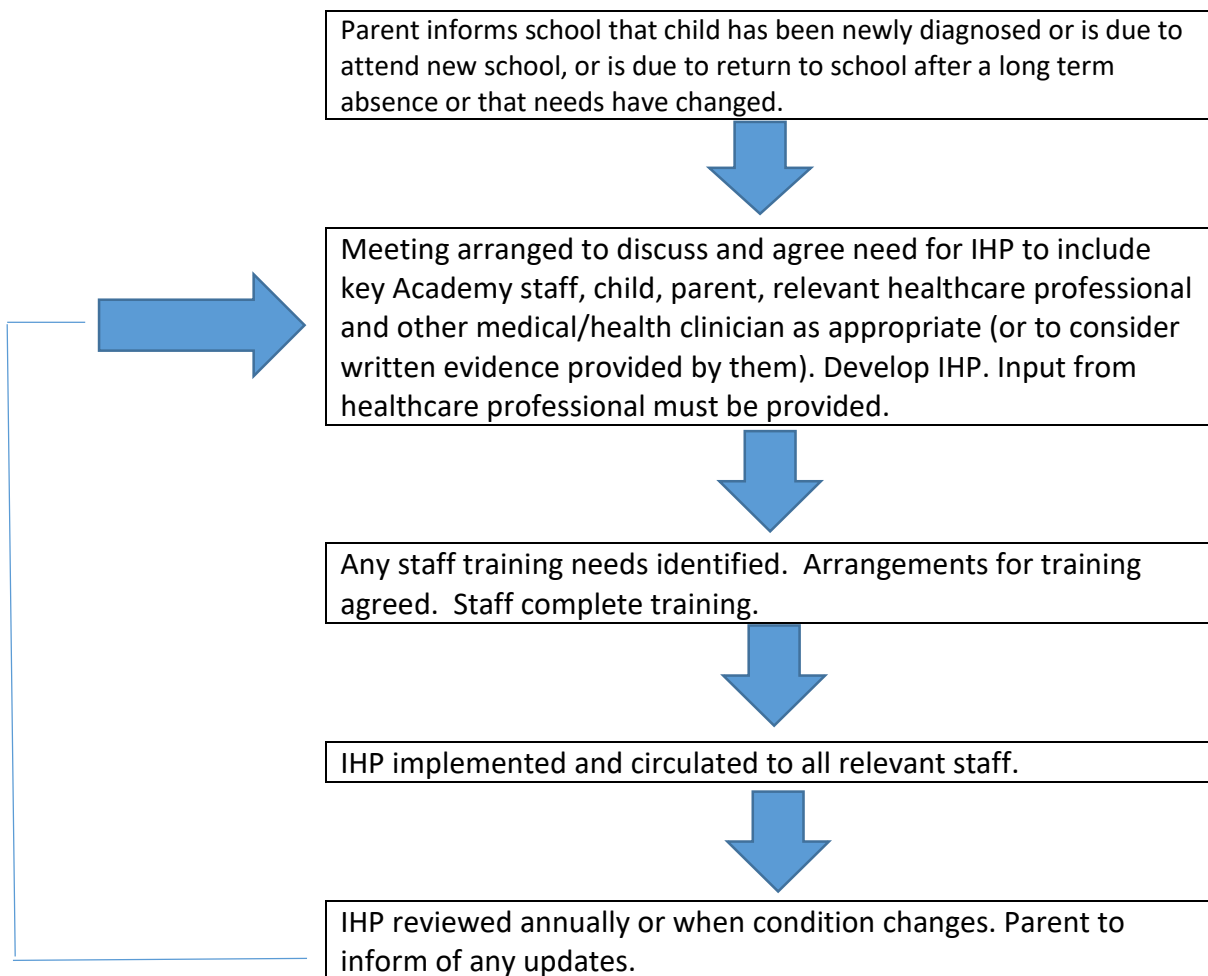 Parent informs school that child has been newly diagnosed or is due to
attend new school, or is due to return to school after a long term
absence or that needs have changed.
Meeting arranged to discuss and agree need for IHP to include
key Academy staff, child, parent, relevant healthcare professional
and other medical/health clinician as appropriate (or to consider
written evidence provided by them). Develop IHP. Input from
healthcare professional must be provided.
Any staff training needs identified.  Arrangements for training
agreed.  Staff complete training.
IHP implemented and circulated to all relevant staff.
IHP reviewed annually or when condition changes. Parent to
inform of any updates.